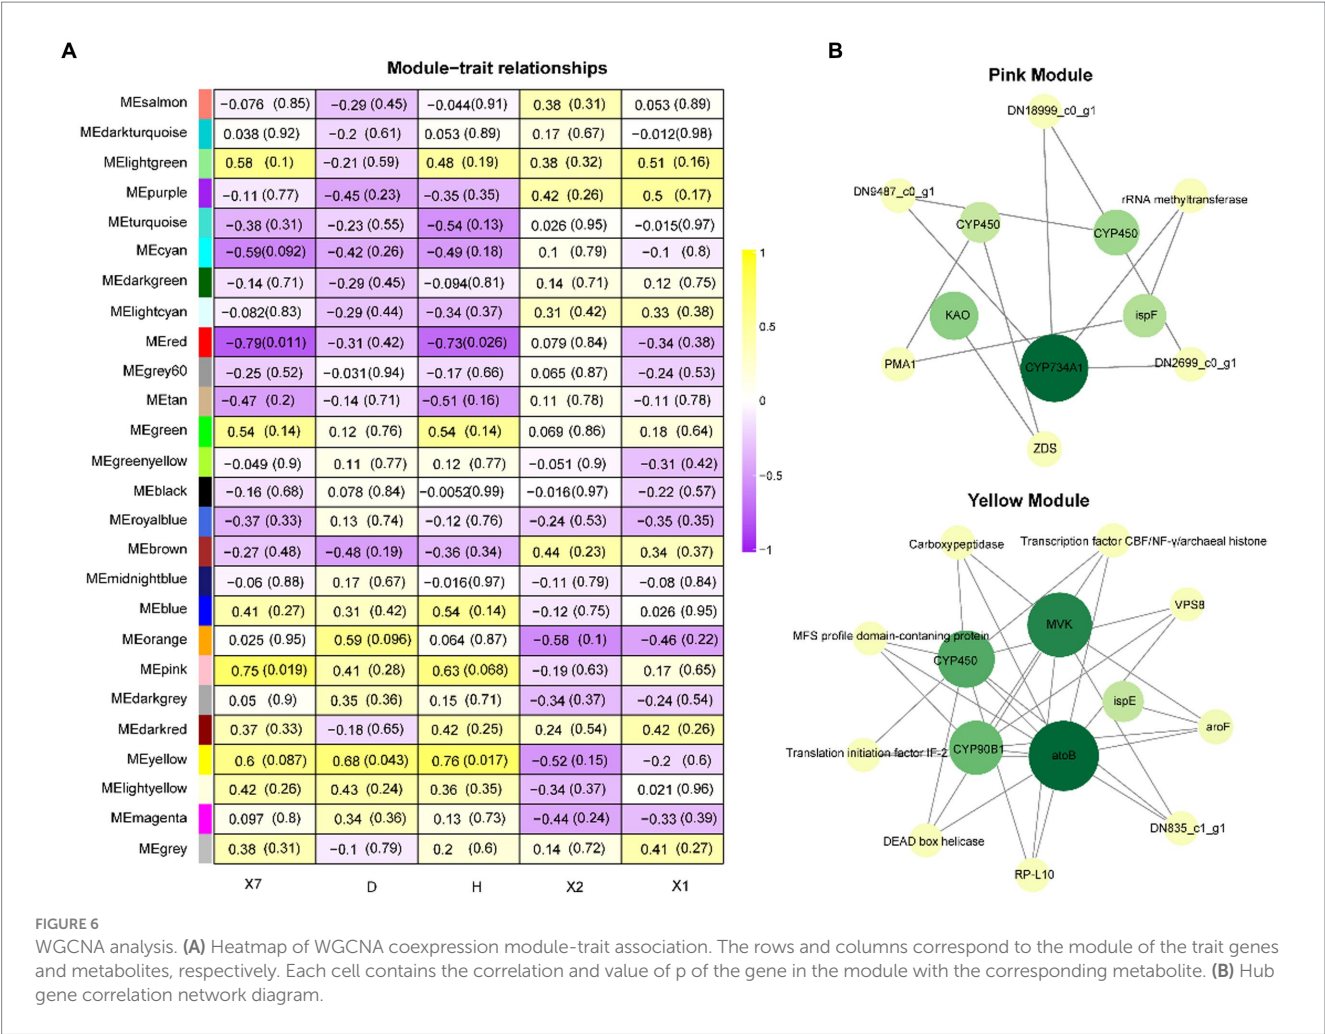 A
Module−trait relationships
MEsalmon −0.076 (0.85) −0.29 (0.45) −0.044(0.91) 0.38 (0.31) 0.053 (0.89)
MEdarkturquoise 0.038 (0.92) −0.2 (0.61) 0.053 (0.89) 0.17 (0.67) −0.012(0.98)
MElightgreen 0.58 (0.1) −0.21 (0.59) 0.48 (0.19) 0.38 (0.32) 0.51 (0.16)
MEpurple −0.11 (0.77) −0.45 (0.23) −0.35 (0.35) 0.42 (0.26) 0.5 (0.17)
MEturquoise −0.38 (0.31) −0.23 (0.55) −0.54 (0.13) 0.026 (0.95) −0.015(0.97)
MEcyan −0.59(0.092) −0.42 (0.26) −0.49 (0.18) 0.1 (0.79) −0.1 (0.8)
MEdarkgreen −0.14 (0.71) −0.29 (0.45) −0.094(0.81) 0.14 (0.71) 0.12 (0.75)
MElightcyan −0.082(0.83) −0.29 (0.44) −0.34 (0.37) 0.31 (0.42) 0.33 (0.38)
MEred −0.79(0.011) −0.31 (0.42) −0.73(0.026) 0.079 (0.84) −0.34 (0.38)
MEgrey60 −0.25 (0.52) −0.031(0.94) −0.17 (0.66) 0.065 (0.87) −0.24 (0.53)
MEtan −0.47 (0.2) −0.14 (0.71) −0.51 (0.16) 0.11 (0.78) −0.11 (0.78)
MEgreen 0.54 (0.14) 0.12 (0.76) 0.54 (0.14) 0.069 (0.86) 0.18 (0.64)
MEgreenyellow −0.049 (0.9) 0.11 (0.77) 0.12 (0.77) −0.051 (0.9) −0.31 (0.42)
MEblack −0.16 (0.68) 0.078 (0.84) −0.0052(0.99) −0.016(0.97) −0.22 (0.57)
MEroyalblue −0.37 (0.33) 0.13 (0.74) −0.12 (0.76) −0.24 (0.53) −0.35 (0.35)
MEbrown −0.27 (0.48) −0.48 (0.19) −0.36 (0.34) 0.44 (0.23) 0.34 (0.37)
MEmidnightblue −0.06 (0.88) 0.17 (0.67) −0.016(0.97) −0.11 (0.79) −0.08 (0.84)
MEblue 0.41 (0.27) 0.31 (0.42) 0.54 (0.14) −0.12 (0.75) 0.026 (0.95)
MEorange 0.025 (0.95) 0.59 (0.096) 0.064 (0.87) −0.58 (0.1) −0.46 (0.22)
MEpink 0.75 (0.019) 0.41 (0.28) 0.63 (0.068) −0.19 (0.63) 0.17 (0.65)
MEdarkgrey 0.05 (0.9) 0.35 (0.36) 0.15 (0.71) −0.34 (0.37) −0.24 (0.54)
MEdarkred 0.37 (0.33) −0.18 (0.65) 0.42 (0.25) 0.24 (0.54) 0.42 (0.26)
MEyellow 0.6 (0.087) 0.68 (0.043) 0.76 (0.017) −0.52 (0.15) −0.2 (0.6)
MElightyellow 0.42 (0.26) 0.43 (0.24) 0.36 (0.35) −0.34 (0.37) 0.021 (0.96)
MEmagenta 0.097 (0.8) 0.34 (0.36) 0.13 (0.73) −0.44 (0.24) −0.33 (0.39)
MEgrey 0.38 (0.31) −0.1 (0.79) 0.2 (0.6) 0.14 (0.72) 0.41 (0.27)
X7 D H X2 X1
1
0.5
0
−0.5
−1
B
Pink Module
DN18999_c0_g1
DN9487_c0_g1
rRNA methyltransferase
CYP450
CYP450
KAO
ispF
PMA1
CYP734A1
DN2699_c0_g1
ZDS
Yellow Module
Carboxypeptidase
Transcription factor CBF/NF-γ/archaeal histone
VPS8
MVK
MFS profile domain-contaning protein
CYP450
ispE
aroF
Translation initiation factor IF-2
CYP90B1
atoB
DN835_c1_g1
DEAD box helicase
RP-L10
FIGURE 6
WGCNA analysis. (A) Heatmap of WGCNA coexpression module-trait association. The rows and columns correspond to the module of the trait genes
and metabolites, respectively. Each cell contains the correlation and value of p of the gene in the module with the corresponding metabolite. (B) Hub
gene correlation network diagram.